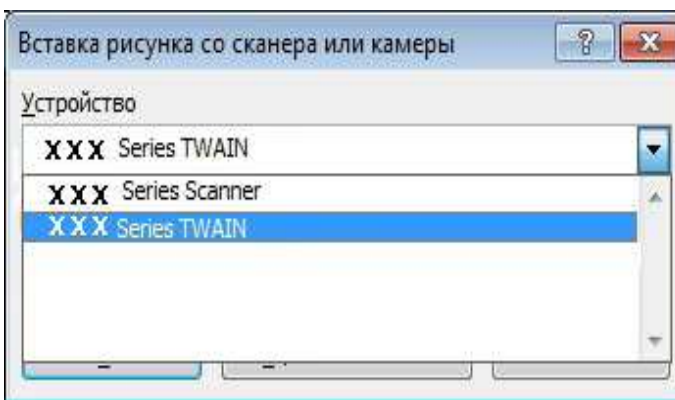 Вставка рисунка со сканера или камеры
Устройство
XXX Series TWAIN
XXX Series Scanner
XXX Series TWAIN